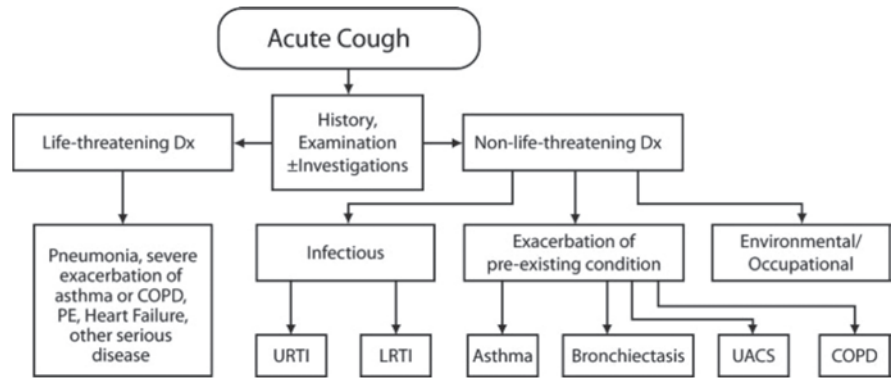 Acute Cough
History,
Examination
±Investigations
Life-threatening Dx
Non-life-threatening Dx
Pneumonia, severe
exacerbation of
asthma or COPD,
PE, Heart Failure,
other serious
disease
Infectious
Exacerbation of
pre-existing condition
Environmental/
Occupational
URTI
LRTI
Asthma
Bronchiectasis
UACS
COPD